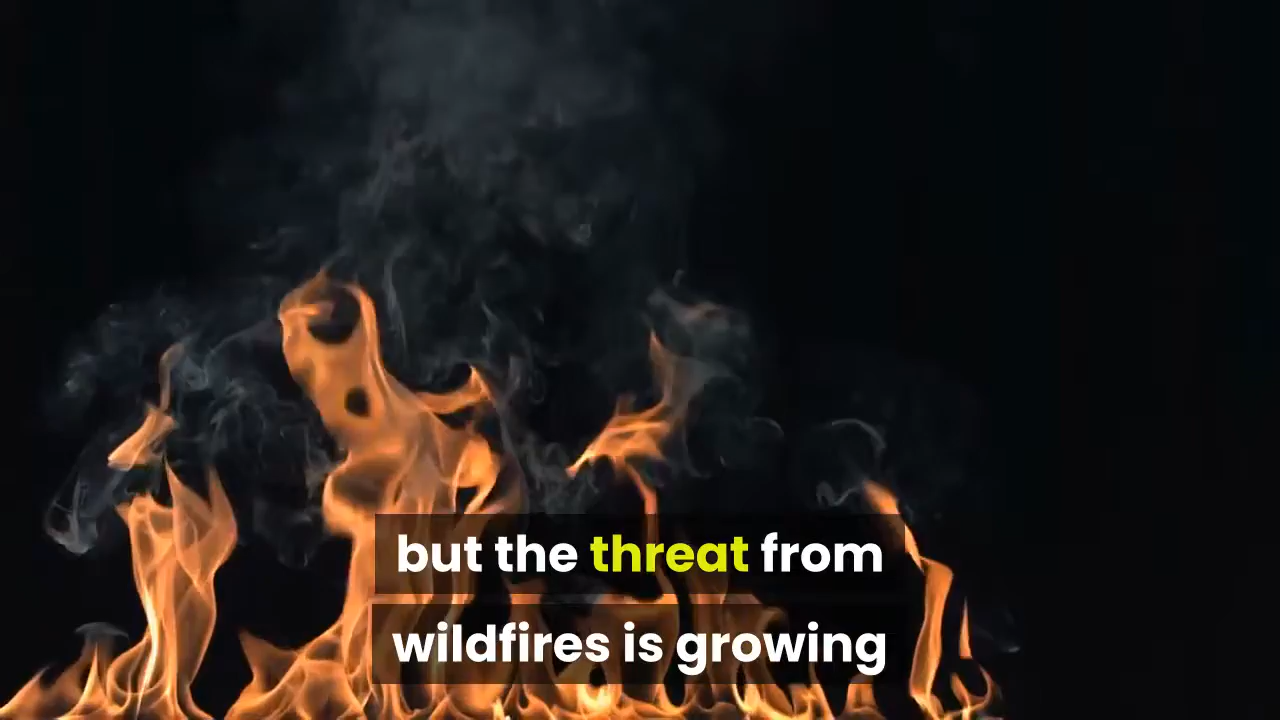 but the threat from
wildfires is growing